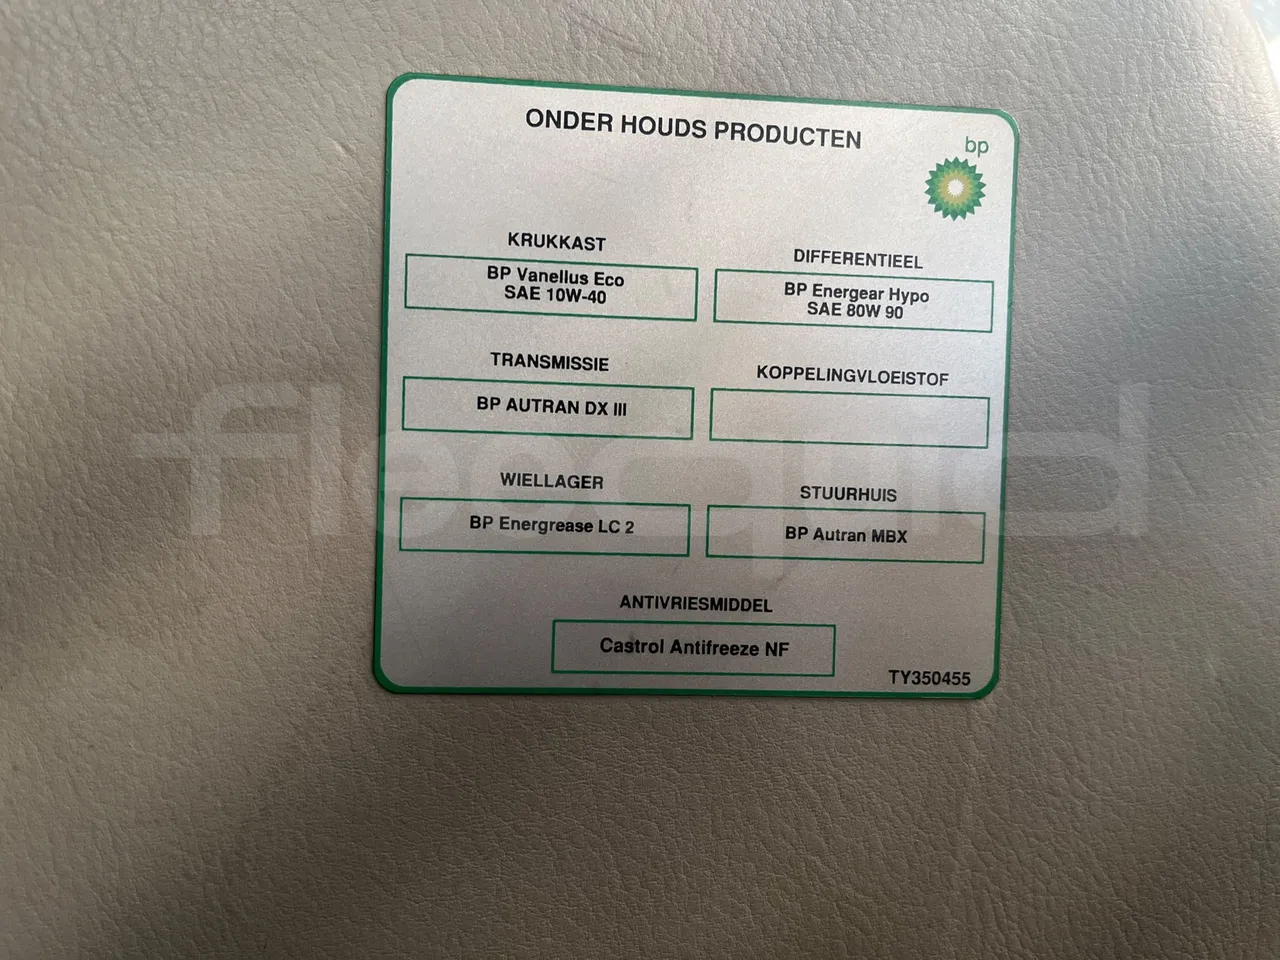 ONDER HOUDS PRODUCTEN
bp
KRUKKAST
BP Vanellus Eco
SAE 10W-40
DIFFERENTIEEL
BP Energear Hypo
SAE 80W 90
TRANSMISSIE
BP AUTRAN DX III
KOPPELINGVLOEISTOF
WIELLAGER
BP Energrease LC 2
STUURHUIS
BP Autran MBX
ANTIVRIESMIDDEL
Castrol Antifreeze NF
TY350455
fleequid